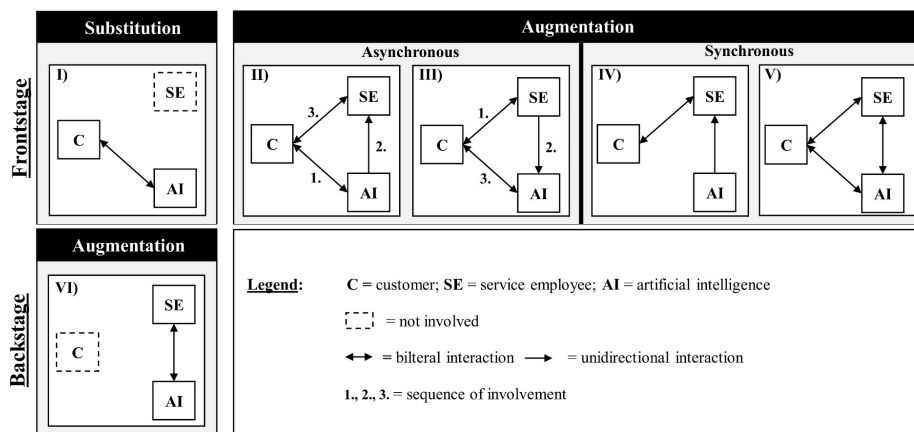 Substitution
Augmentation
Asynchronous
Synchronous
Frontstage
I)
SE
C
AI
II)
SE
3.
C
2.
1.
AI
III)
SE
1.
C
2.
3.
AI
IV)
SE
C
AI
V)
SE
C
AI
Augmentation
Backstage
VI)
SE
C
AI
Legend: C = customer; SE = service employee; AI = artificial intelligence
= not involved
= bilteral interaction = unidirectional interaction
1., 2., 3. = sequence of involvement